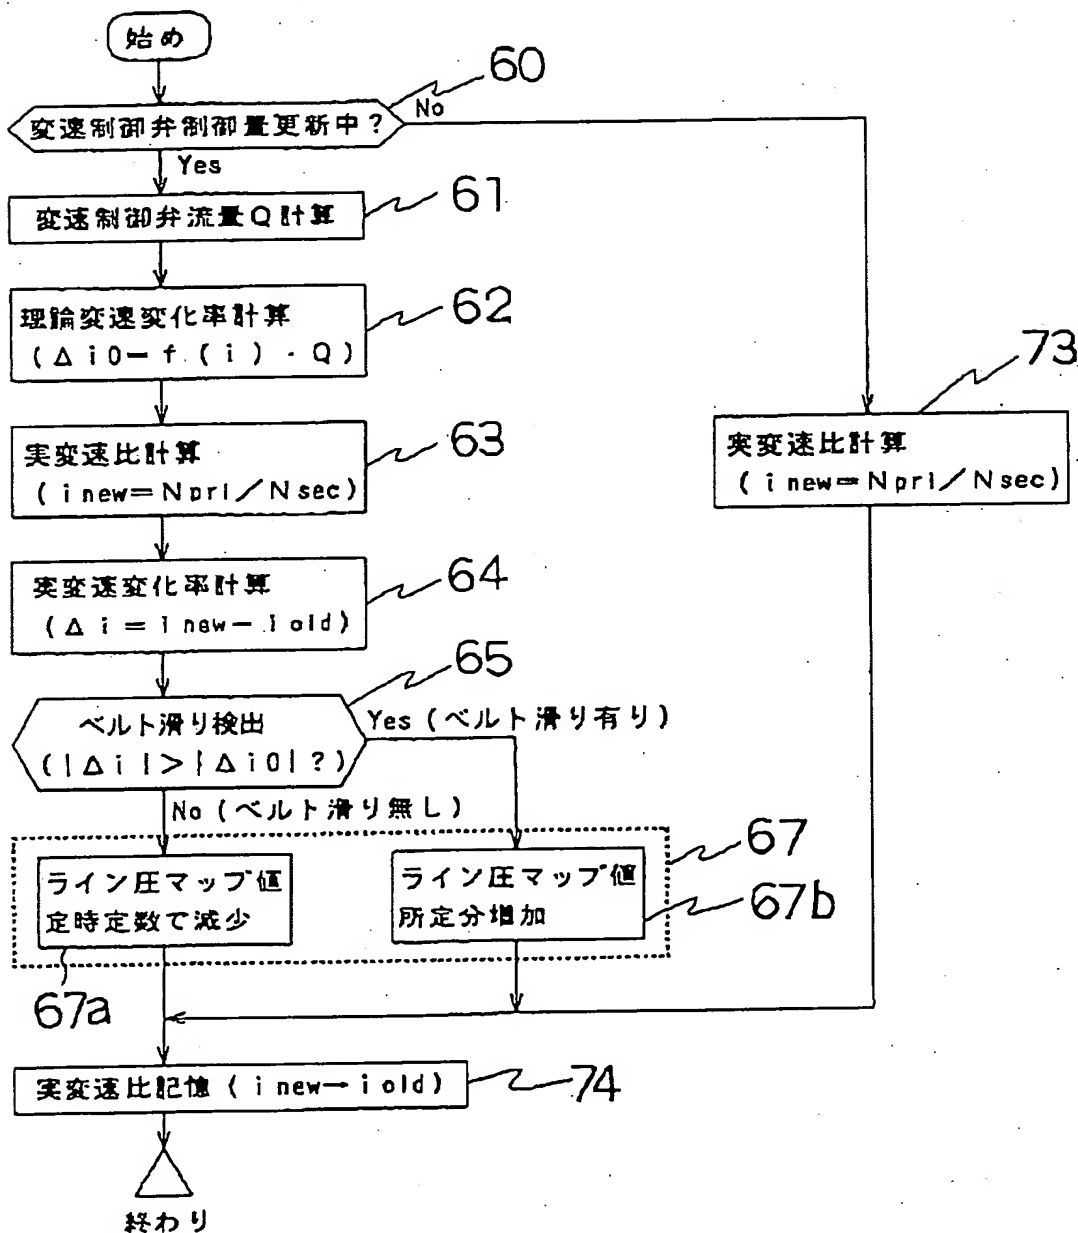 始め
60
変速制御弁制御量更新中?
No
Yes
61
変速制御弁流量Q計算
62
理論変速変化率計算
(Δi0=f(i)・Q)
73
63
実変速比計算
(inew=Npri/Nsec)
実変速比計算
(inew=Npri/Nsec)
64
実変速変化率計算
(Δi=inew-iold)
65
ベルト滑り検出
(|Δi|>|Δi0|?)
Yes(ベルト滑り有り)
No(ベルト滑り無し)
67
ライン圧マップ値
定時定数で減少
ライン圧マップ値
所定分増加
67b
67a
実変速比記憶(inew→iold)
74
終わり